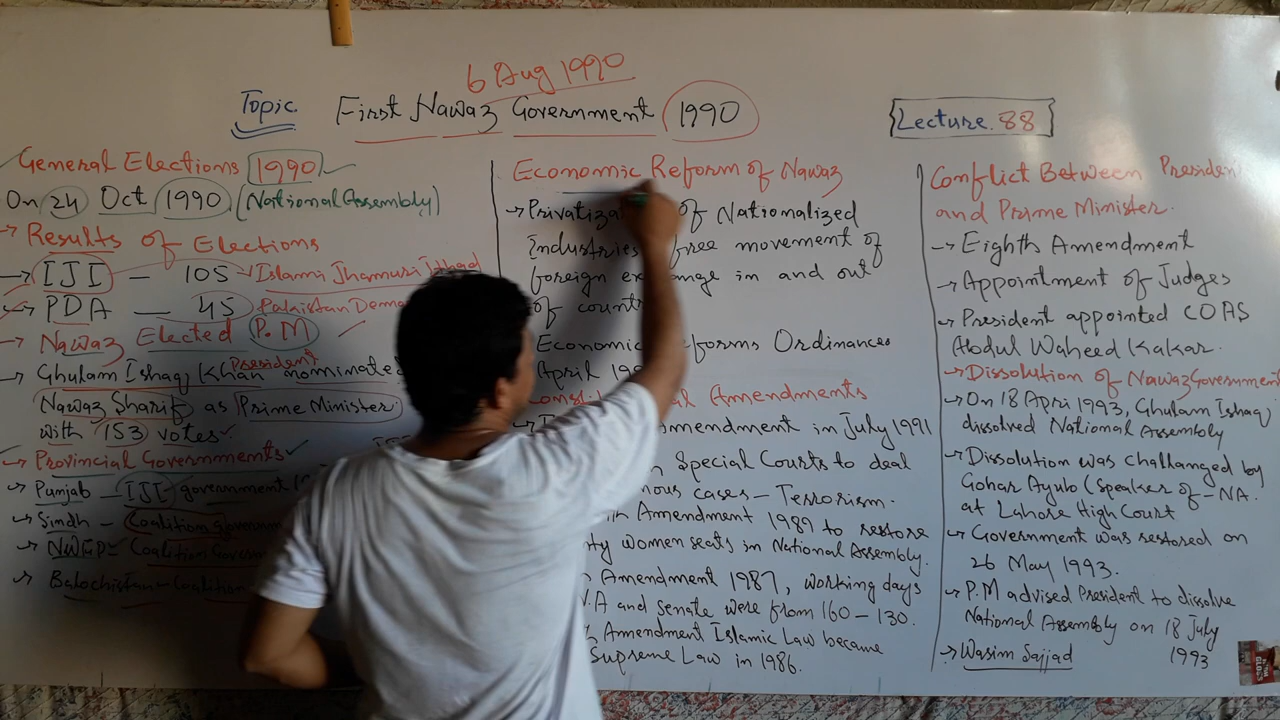 6 Aug 1990
Topic First Nawaz Government 1990
Lecture. 88
General Elections 1990
On 24 Oct 1990 (National Assembly)
→ Results of Elections
→ IJI - 105 Islami Jhamuri Itihad
→ PDA - 45 Pakistan Demo
→ Nawaz Elected P.M
President
→ Ghulam Ishaq Khan nominate
Nawaz Sharif as Prime Minister
with 153 votes.
→ Provincial Governments
→ Punjab - IJI government
→ Sindh - Coalition governm
→ NWFP - Coalition Govern
→ Balochistan - Coalition
Economic Reform of Nawaz
→ Privatiza of Nationalized
Industries free movement of
foreign ex nge in and out
of count
Economic Reforms Ordinances
April 19
Const al Amendments
→ mendment in July 1991
Special Courts to deal
nous cases - Terrorism.
Amendment 1989 to restore
ty women seats in National Assembly.
Amendment 1987, working days
N.A and Senate were from 160-130.
Amendment Islamic Law became
Supreme Law in 1986.
Conflict Between Presiden
and Prime Minister.
→ Eighth Amendment
→ Appointment of Judges
→ President appointed COAS
Abdul Waheed Kakar.
→ Dissolution of Nawaz Government
→ On 18 Apri 1993, Ghulam Ishaq
dissolved National Assembly
→ Dissolution was challanged by
Gohar Ayub (Speaker of - NA.
at Lahore High Court
→ Government was restored on
26 May 1993.
→ P.M advised President to dissolve
National Assembly on 18 July
1993
→ Wasim Sajjad